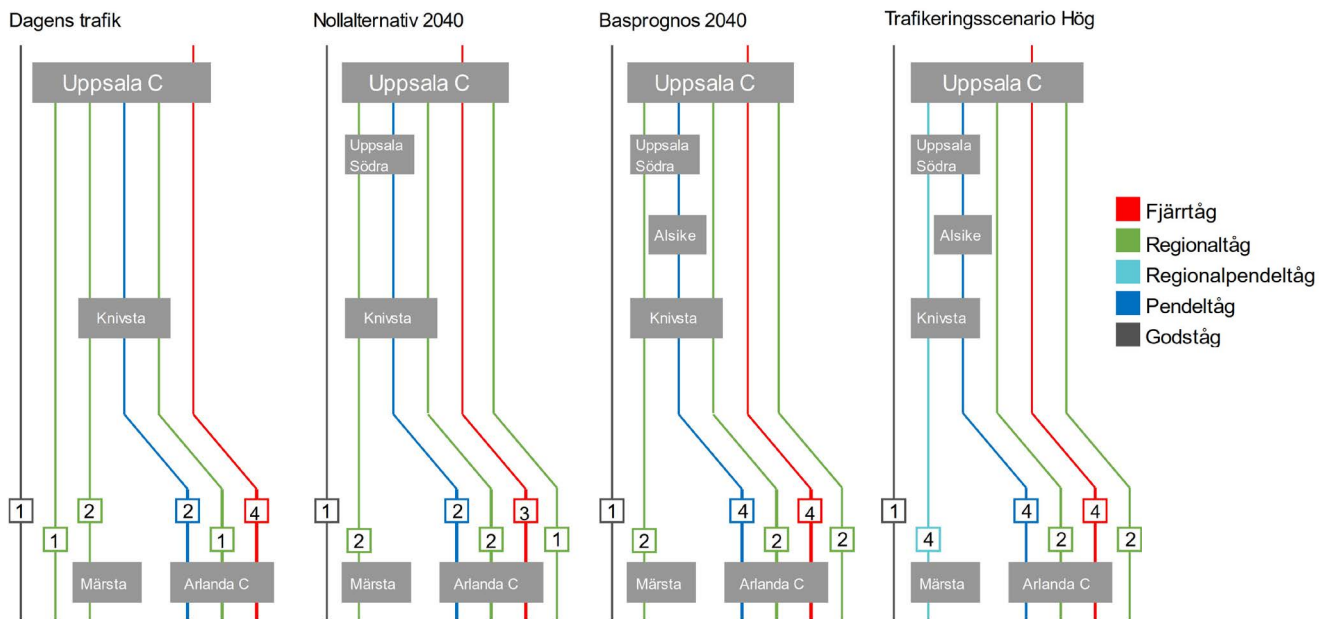 Dagens trafik
Uppsala C
Knivsta
1
1
2
2
1
4
Märsta
Arlanda C
Nollalternativ 2040
Uppsala C
Uppsala
Södra
Knivsta
1
2
2
2
3
1
Märsta
Arlanda C
Basprognos 2040
Uppsala C
Uppsala
Södra
Alsike
Knivsta
1
2
4
2
4
2
Märsta
Arlanda C
Trafikeringsscenario Hög
Uppsala C
Uppsala
Södra
Alsike
Knivsta
1
4
4
2
4
2
Märsta
Arlanda C
Fjärrtåg
Regionaltåg
Regionalpendeltåg
Pendeltåg
Godståg